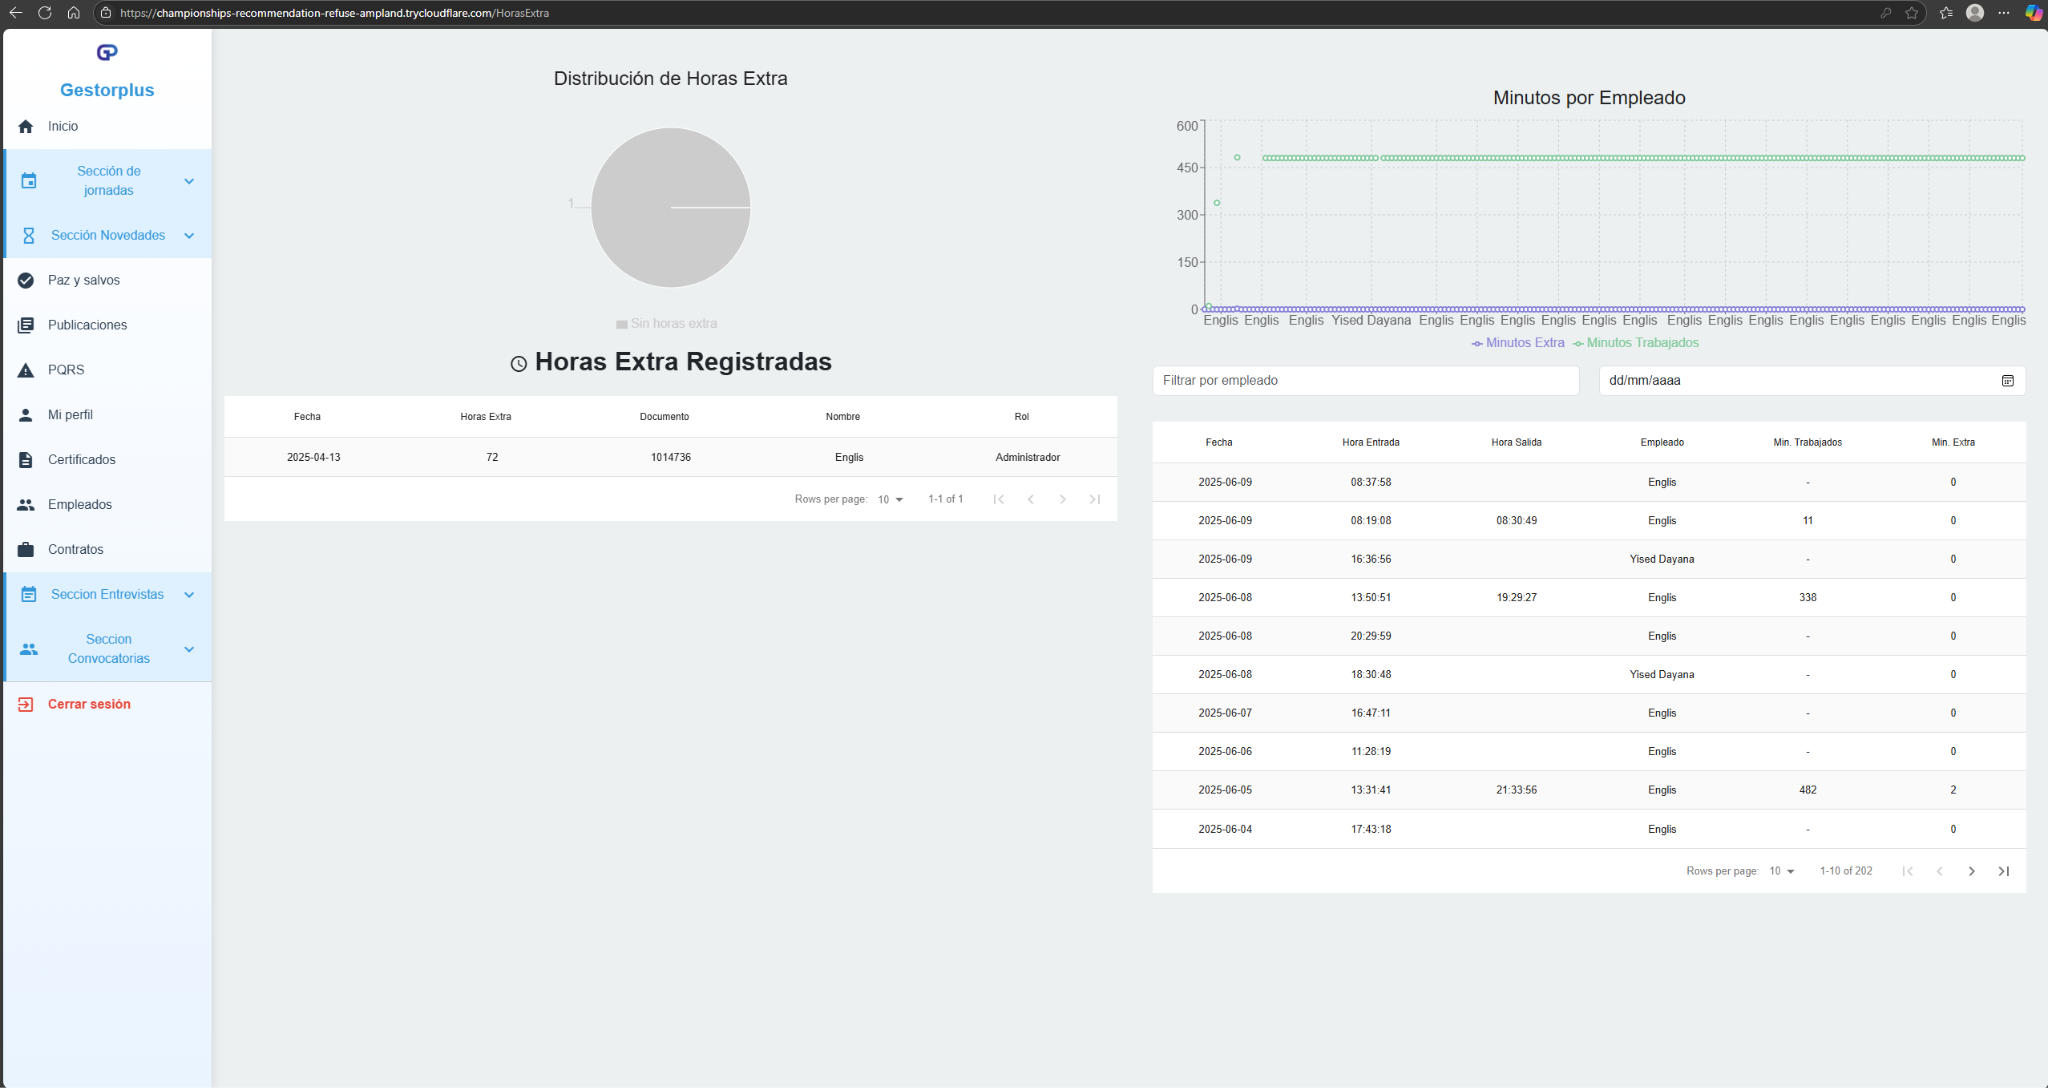 https://championships-recommendation-refuse-ampland.trycloudflare.com/HorasExtra
GP
Gestorplus
Inicio
Sección de
jornadas
Sección Novedades
Paz y salvos
Publicaciones
PQRS
Mi perfil
Certificados
Empleados
Contratos
Seccion Entrevistas
Seccion
Convocatorias
Cerrar sesión
Distribución de Horas Extra
1
Sin horas extra
Horas Extra Registradas
Fecha Horas Extra Documento Nombre Rol
2025-04-13 72 1014736 Englis Administrador
Rows per page: 10 1-1 of 1
Minutos por Empleado
600
450
300
150
0
Englis Englis Englis Yised Dayana Englis Englis Englis Englis Englis Englis Englis Englis Englis Englis Englis Englis Englis Englis Englis
Minutos Extra Minutos Trabajados
Filtrar por empleado dd/mm/aaaa
Fecha Hora Entrada Hora Salida Empleado Min. Trabajados Min. Extra
2025-06-09 08:37:58 Englis - 0
2025-06-09 08:19:08 08:30:49 Englis 11 0
2025-06-09 16:36:56 Yised Dayana - 0
2025-06-08 13:50:51 19:29:27 Englis 338 0
2025-06-08 20:29:59 Englis - 0
2025-06-08 18:30:48 Yised Dayana - 0
2025-06-07 16:47:11 Englis - 0
2025-06-06 11:28:19 Englis - 0
2025-06-05 13:31:41 21:33:56 Englis 482 2
2025-06-04 17:43:18 Englis - 0
Rows per page: 10 1-10 of 202